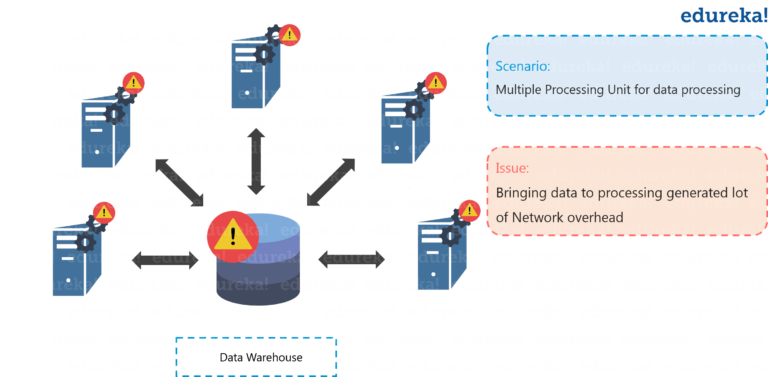 edureka!
Scenario:
Multiple Processing Unit for data processing
Issue:
Bringing data to processing generated lot
of Network overhead
Data Warehouse